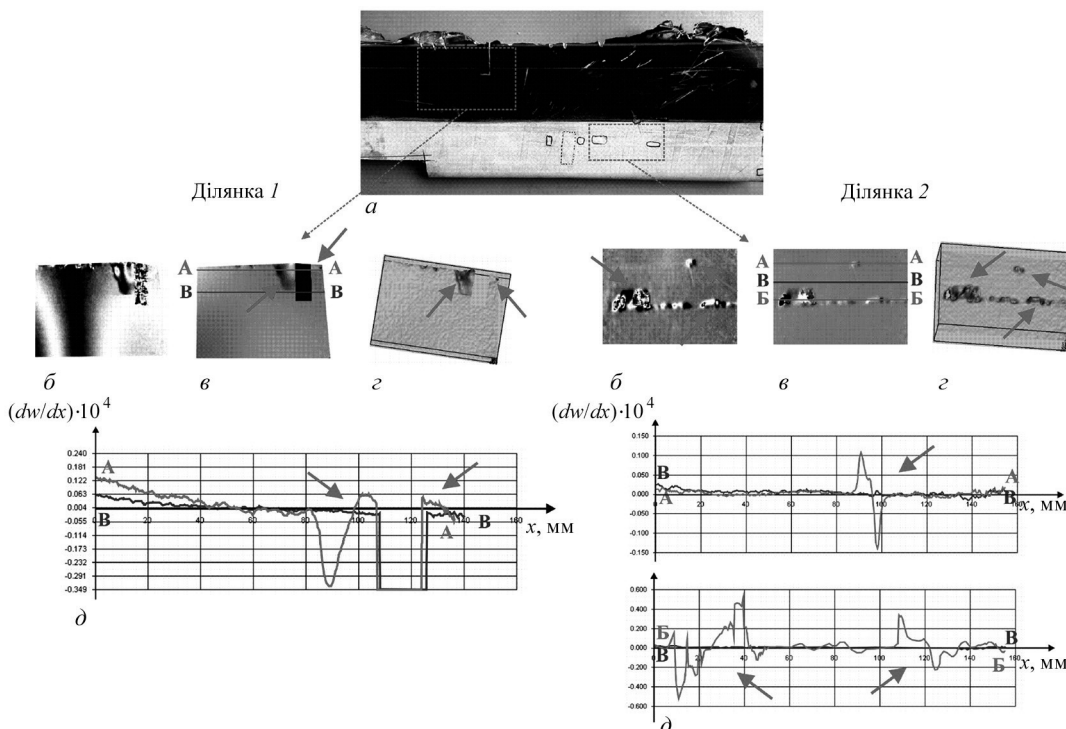 Ділянка 1
Ділянка 2
а
А
А
В
В
А
А
В
В
Б
Б
б
в
г
б
в
г
(dw/dx)·10⁴
0.240
0.181
0.122
0.063
0.004
-0.055
-0.114
-0.173
-0.232
-0.291
-0.349
А
В
В
А
0
20
40
60
80
100
120
140
160
x, мм
д
(dw/dx)·10⁴
0.150
0.100
0.050
0.000
-0.050
-0.100
-0.150
В
А
А
В
0
20
40
60
80
100
120
140
160
x, мм
0.600
0.400
0.200
0.000
-0.200
-0.400
-0.600
Б
В
В
Б
0
20
40
60
80
100
120
140
160
x, мм
д